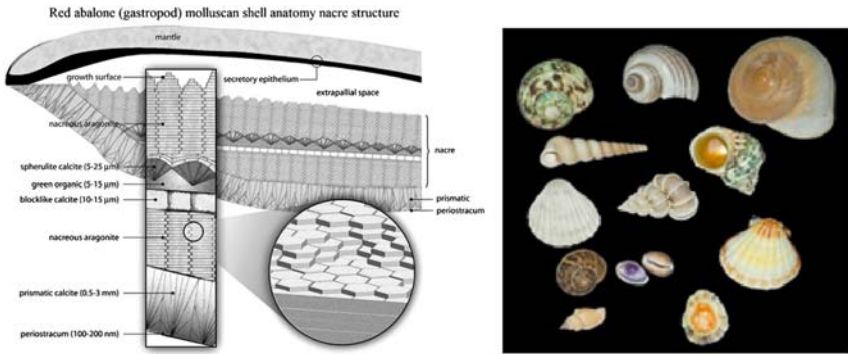 Red abalone (gastropod) molluscan shell anatomy nacre structure
mantle
growth surface
secretory epithelium
extrapallial space
nacreous aragonite
nacre
spherulite calcite (5-25 µm)
green organic (5-15 µm)
blocklike calcite (10-15 µm)
prismatic
periostracum
nacreous aragonite
prismatic calcite (0.5-3 mm)
periostracum (100-200 nm)